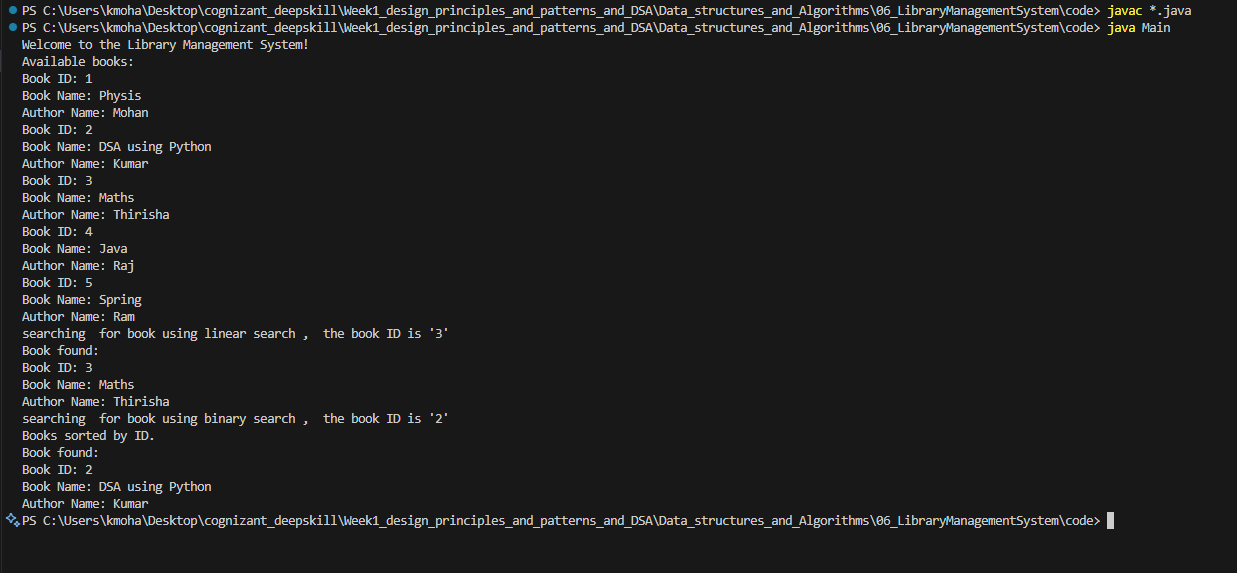 PS C:\Users\kmoha\Desktop\cognizant_deepskill\Week1_design_principles_and_patterns_and_DSA\Data_structures_and_Algorithms\06_LibraryManagementSystem\code> javac *.java
PS C:\Users\kmoha\Desktop\cognizant_deepskill\Week1_design_principles_and_patterns_and_DSA\Data_structures_and_Algorithms\06_LibraryManagementSystem\code> java Main
Welcome to the Library Management System!
Available books:
Book ID: 1
Book Name: Physis
Author Name: Mohan
Book ID: 2
Book Name: DSA using Python
Author Name: Kumar
Book ID: 3
Book Name: Maths
Author Name: Thirisha
Book ID: 4
Book Name: Java
Author Name: Raj
Book ID: 5
Book Name: Spring
Author Name: Ram
searching  for book using linear search ,  the book ID is '3'
Book found:
Book ID: 3
Book Name: Maths
Author Name: Thirisha
searching  for book using binary search ,  the book ID is '2'
Books sorted by ID.
Book found:
Book ID: 2
Book Name: DSA using Python
Author Name: Kumar
PS C:\Users\kmoha\Desktop\cognizant_deepskill\Week1_design_principles_and_patterns_and_DSA\Data_structures_and_Algorithms\06_LibraryManagementSystem\code>